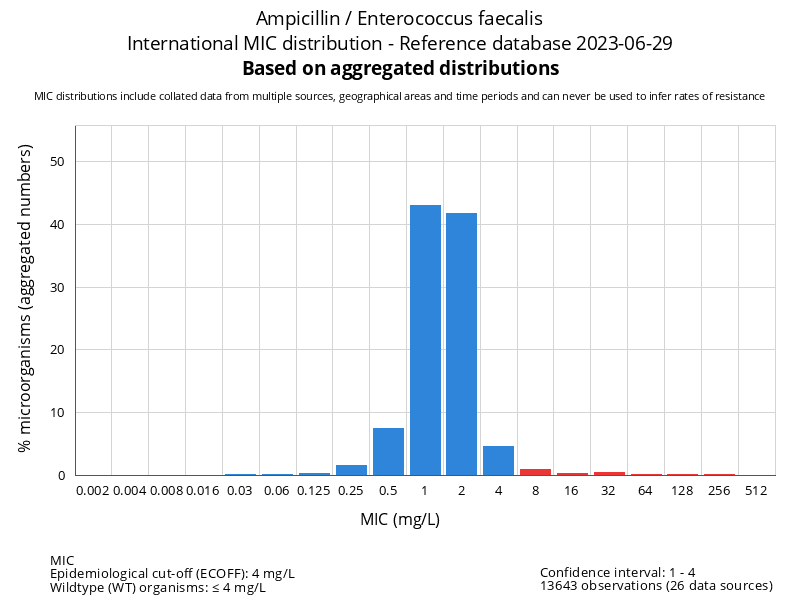 Ampicillin / Enterococcus faecalis
International MIC distribution - Reference database 2023-06-29
Based on aggregated distributions
MIC distributions include collated data from multiple sources, geographical areas and time periods and can never be used to infer rates of resistance
% microorganisms (aggregated numbers)
50
40
30
20
10
0
0.002 0.004 0.008 0.016 0.03 0.06 0.125 0.25 0.5 1 2 4 8 16 32 64 128 256 512
MIC (mg/L)
MIC
Epidemiological cut-off (ECOFF): 4 mg/L
Wildtype (WT) organisms: ≤ 4 mg/L
Confidence interval: 1 - 4
13643 observations (26 data sources)